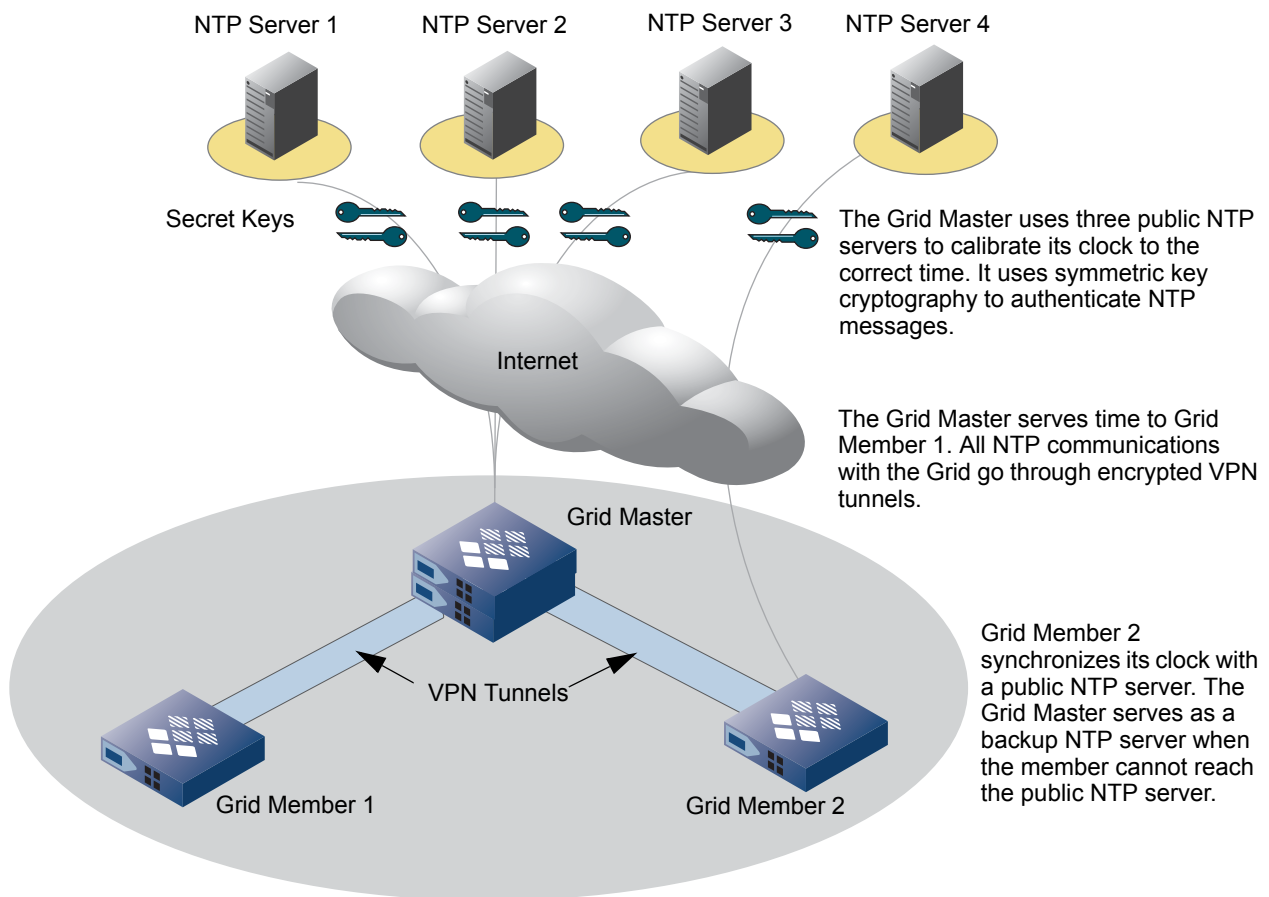 NTP Server 1
NTP Server 2
NTP Server 3
NTP Server 4
Secret Keys
The Grid Master uses three public NTP
servers to calibrate its clock to the
correct time. It uses symmetric key
cryptography to authenticate NTP
messages.
Internet
The Grid Master serves time to Grid
Member 1. All NTP communications
with the Grid go through encrypted VPN
tunnels.
Grid Master
Grid Member 2
synchronizes its clock with
a public NTP server. The
Grid Master serves as a
backup NTP server when
the member cannot reach
the public NTP server.
VPN Tunnels
Grid Member 1
Grid Member 2